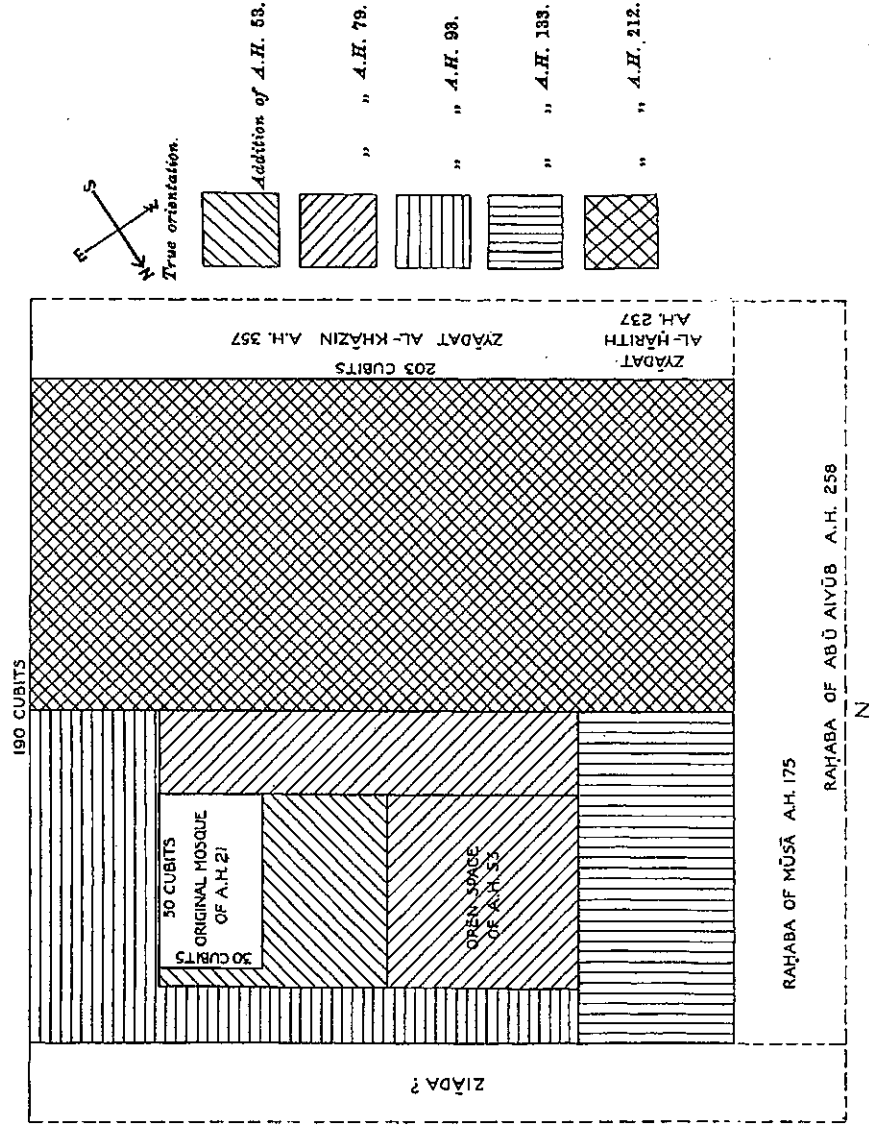 190 CUBITS
50 CUBITS
ORIGINAL MOSQUE
OF A.H.21
30 CUBITS
OPEN SPACE
OF A.H.53
203 CUBITS
ZYĀDAT AL-KHĀZIN A.H. 357
ZYĀDAT
AL-ḤĀRITH
A.H. 237
RAḤABA OF MŪSĀ A.H. 175
RAḤABA OF ABŪ AIYŪB A.H. 258
N
ZIĀDA ?
E
S
N
True orientation.
Addition of A.H. 53.
„ „ A.H. 79.
„ „ A.H. 93.
„ „ A.H. 133.
„ „ A.H. 212.